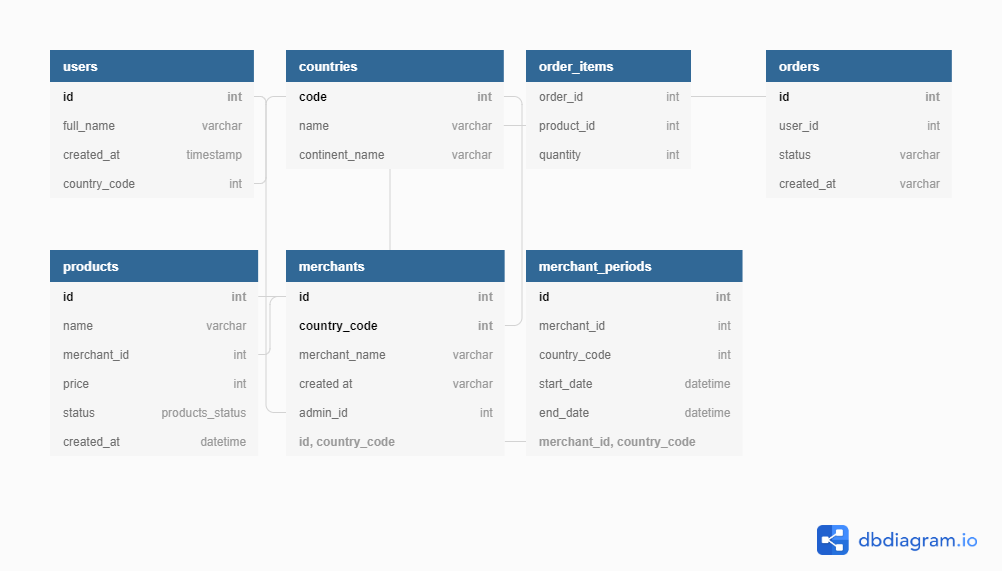 users
id int
full_name varchar
created_at timestamp
country_code int
countries
code int
name varchar
continent_name varchar
order_items
order_id int
product_id int
quantity int
orders
id int
user_id int
status varchar
created_at varchar
products
id int
name varchar
merchant_id int
price int
status products_status
created_at datetime
merchants
id int
country_code int
merchant_name varchar
created at varchar
admin_id int
id, country_code
merchant_periods
id int
merchant_id int
country_code int
start_date datetime
end_date datetime
merchant_id, country_code
dbdiagram.io